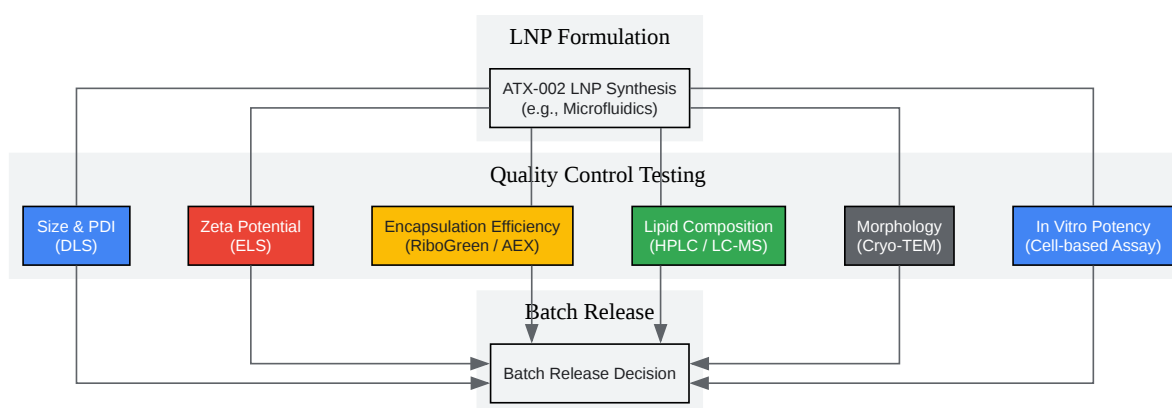 LNP Formulation
ATX-002 LNP Synthesis
(e.g., Microfluidics)
Quality Control Testing
Size & PDI
(DLS)
Zeta Potential
(ELS)
Encapsulation Efficiency
(RiboGreen / AEX)
Lipid Composition
(HPLC / LC-MS)
Morphology
(Cryo-TEM)
In Vitro Potency
(Cell-based Assay)
Batch Release
Batch Release Decision